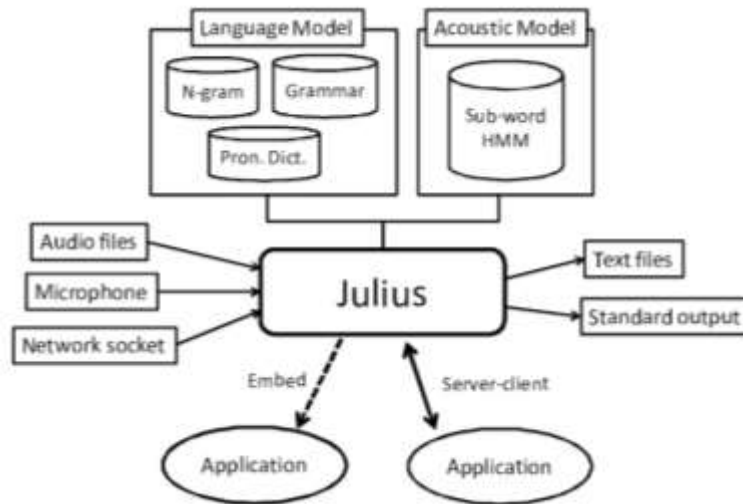 Language Model
Acoustic Model
N-gram
Grammar
Pron. Dict.
Sub-word
HMM
Audio files
Microphone
Network socket
Julius
Text files
Standard output
Embed
Server-client
Application
Application